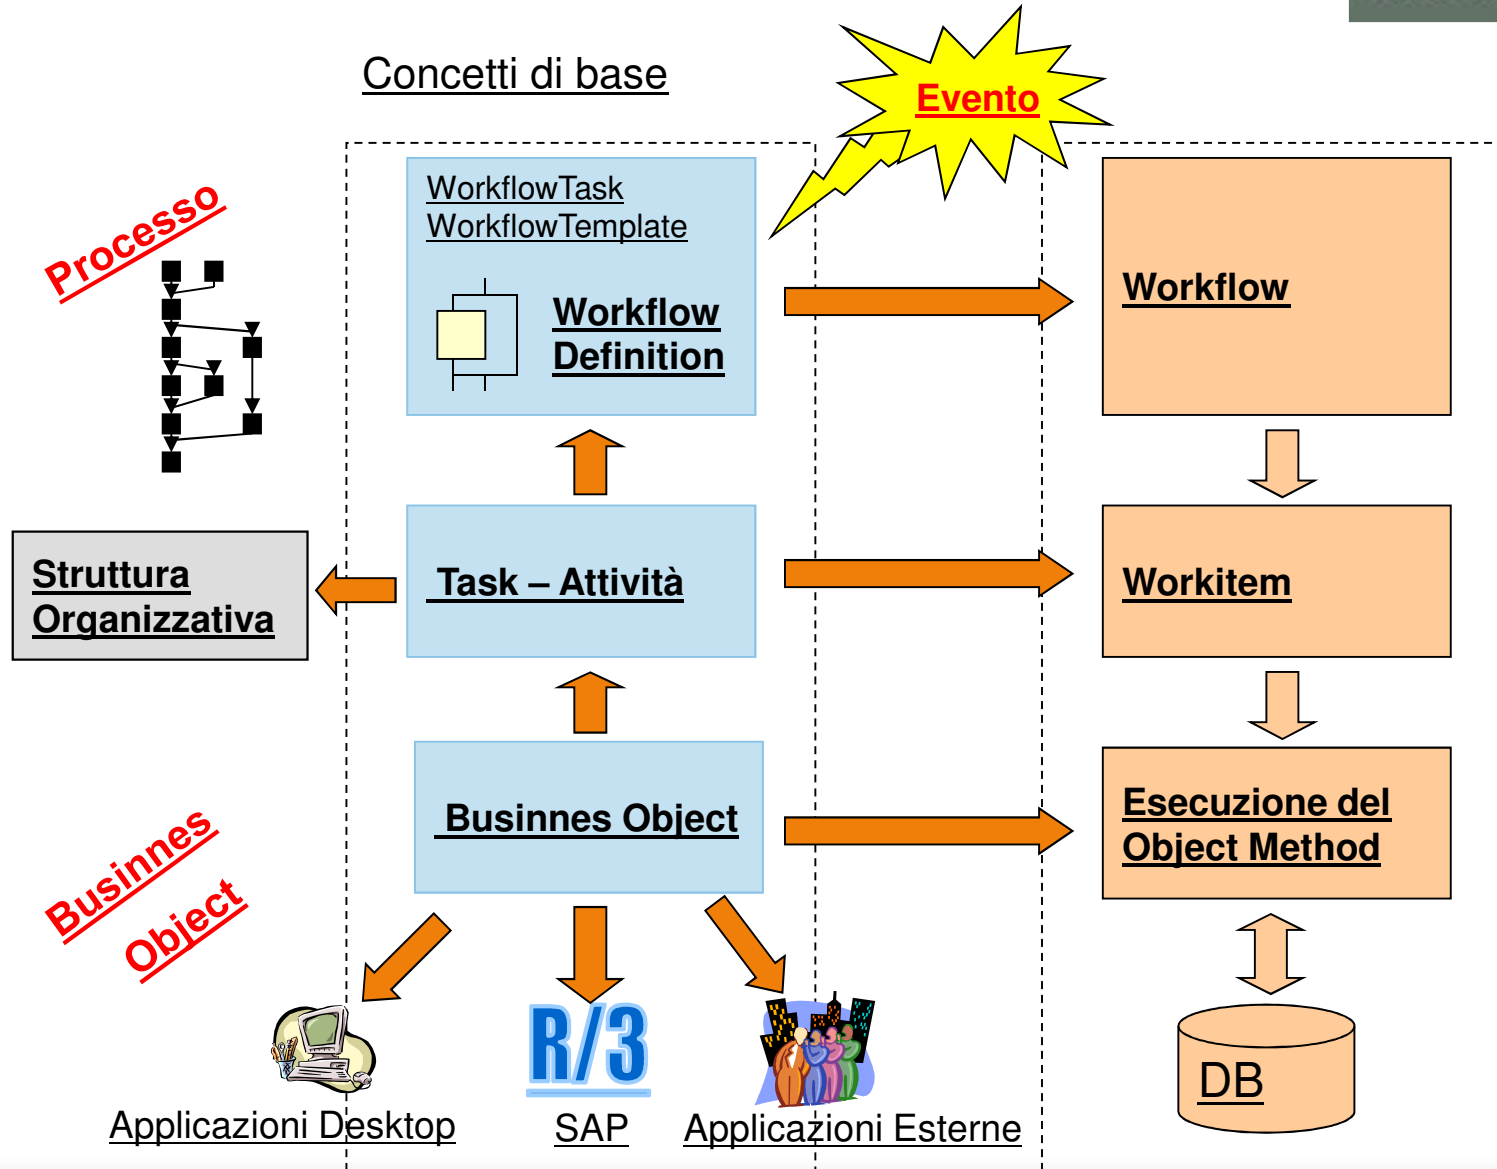 Concetti di base
Evento
Processo
WorkflowTask
WorkflowTemplate
Workflow
Definition
Workflow
Struttura
Organizzativa
Task – Attività
Workitem
Businnes
Object
Businnes Object
Esecuzione del
Object Method
R/3
DB
Applicazioni Desktop
SAP
Applicazioni Esterne